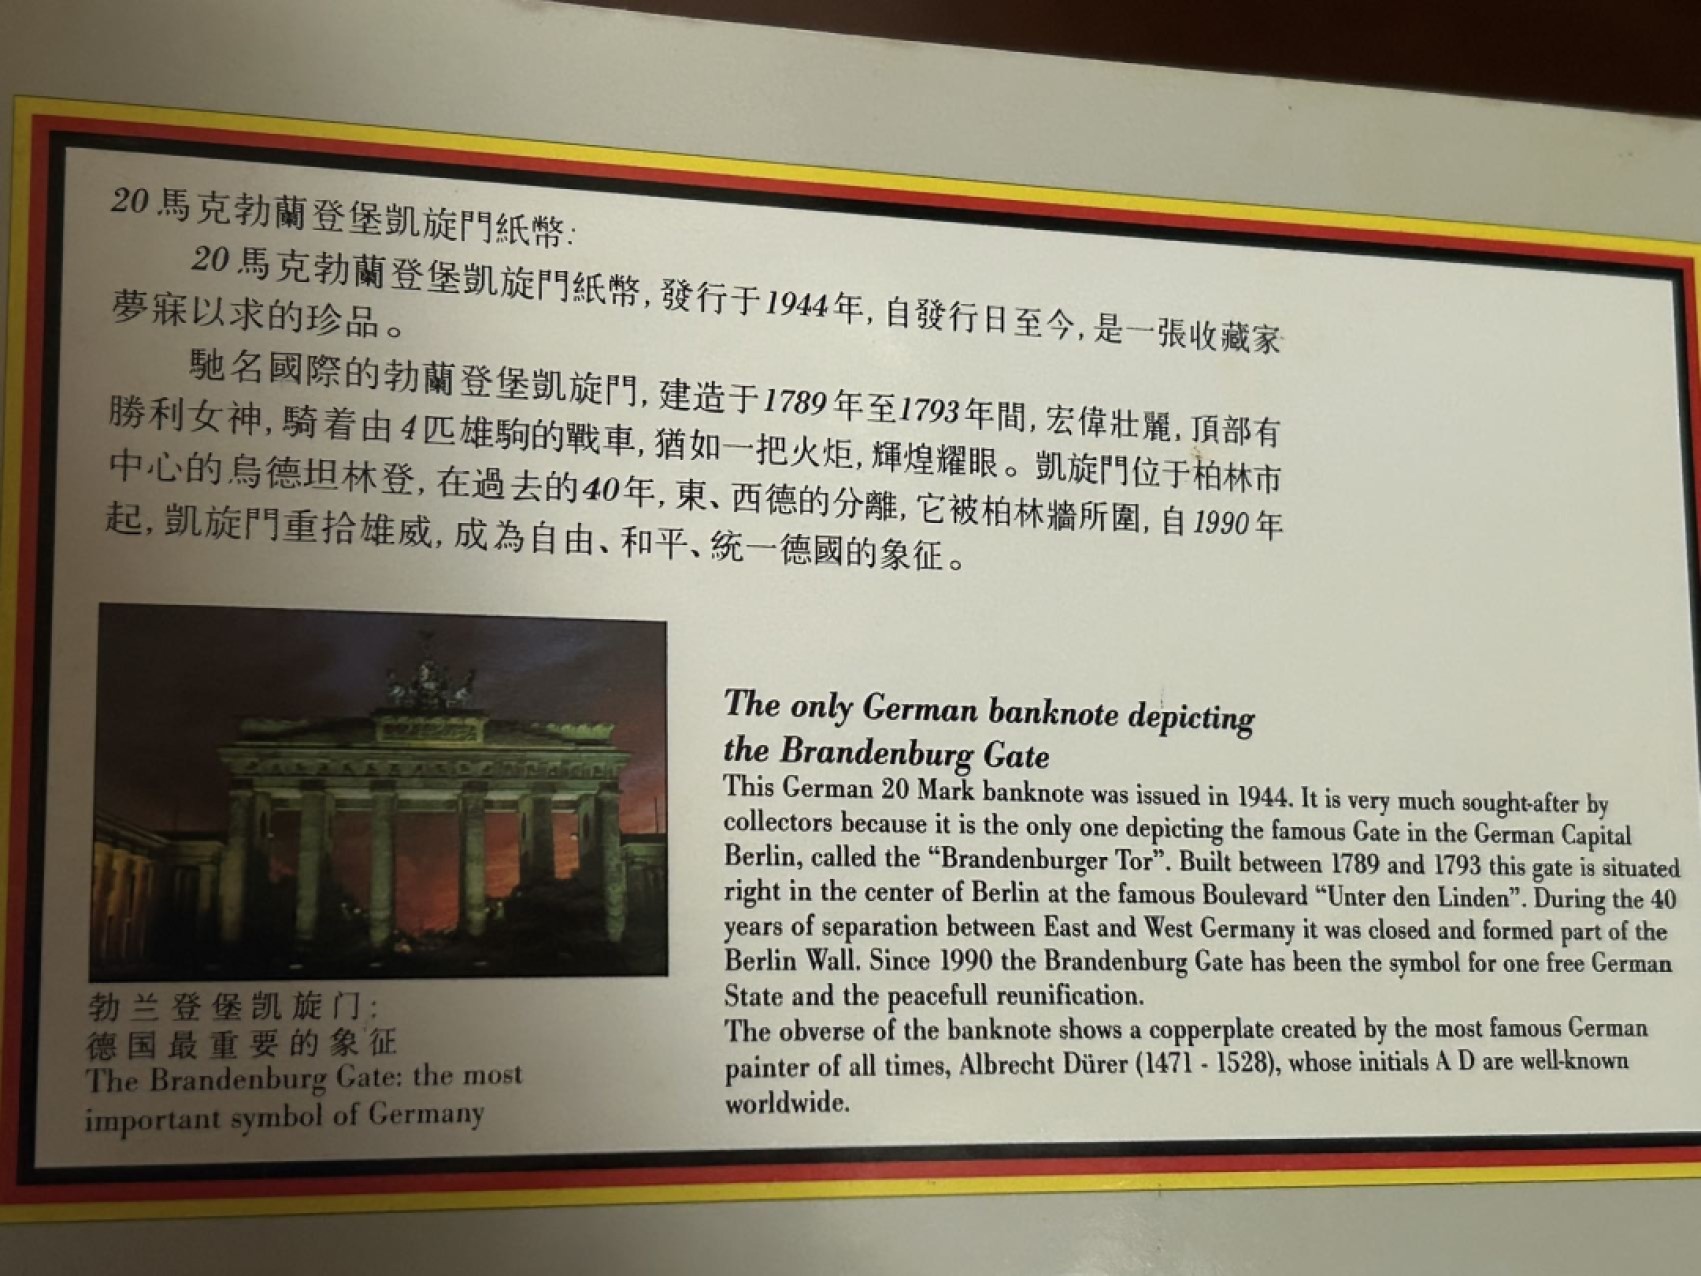 20馬克勃蘭登堡凱旋門紙幣:
20馬克勃蘭登堡凱旋門紙幣,發行于1944年,自發行日至今,是一張收藏家
夢寐以求的珍品。
馳名國際的勃蘭登堡凱旋門,建造于1789年至1793年間,宏偉壯麗,頂部有
勝利女神,騎着由4匹雄駒的戰車,猶如一把火炬,輝煌耀眼。凱旋門位于柏林市
中心的烏德坦林登,在過去的40年,東、西德的分離,它被柏林牆所圍,自1990年
起,凱旋門重拾雄威,成為自由、和平、統一德國的象征。
勃兰登堡凯旋门:
德国最重要的象征
The Brandenburg Gate: the most
important symbol of Germany
The only German banknote depicting
the Brandenburg Gate
This German 20 Mark banknote was issued in 1944. It is very much sought-after by
collectors because it is the only one depicting the famous Gate in the German Capital
Berlin, called the “Brandenburger Tor”. Built between 1789 and 1793 this gate is situated
right in the center of Berlin at the famous Boulevard “Unter den Linden”. During the 40
years of separation between East and West Germany it was closed and formed part of the
Berlin Wall. Since 1990 the Brandenburg Gate has been the symbol for one free German
State and the peacefull reunification.
The obverse of the banknote shows a copperplate created by the most famous German
painter of all times, Albrecht Dürer (1471 - 1528), whose initials A D are well-known
worldwide.